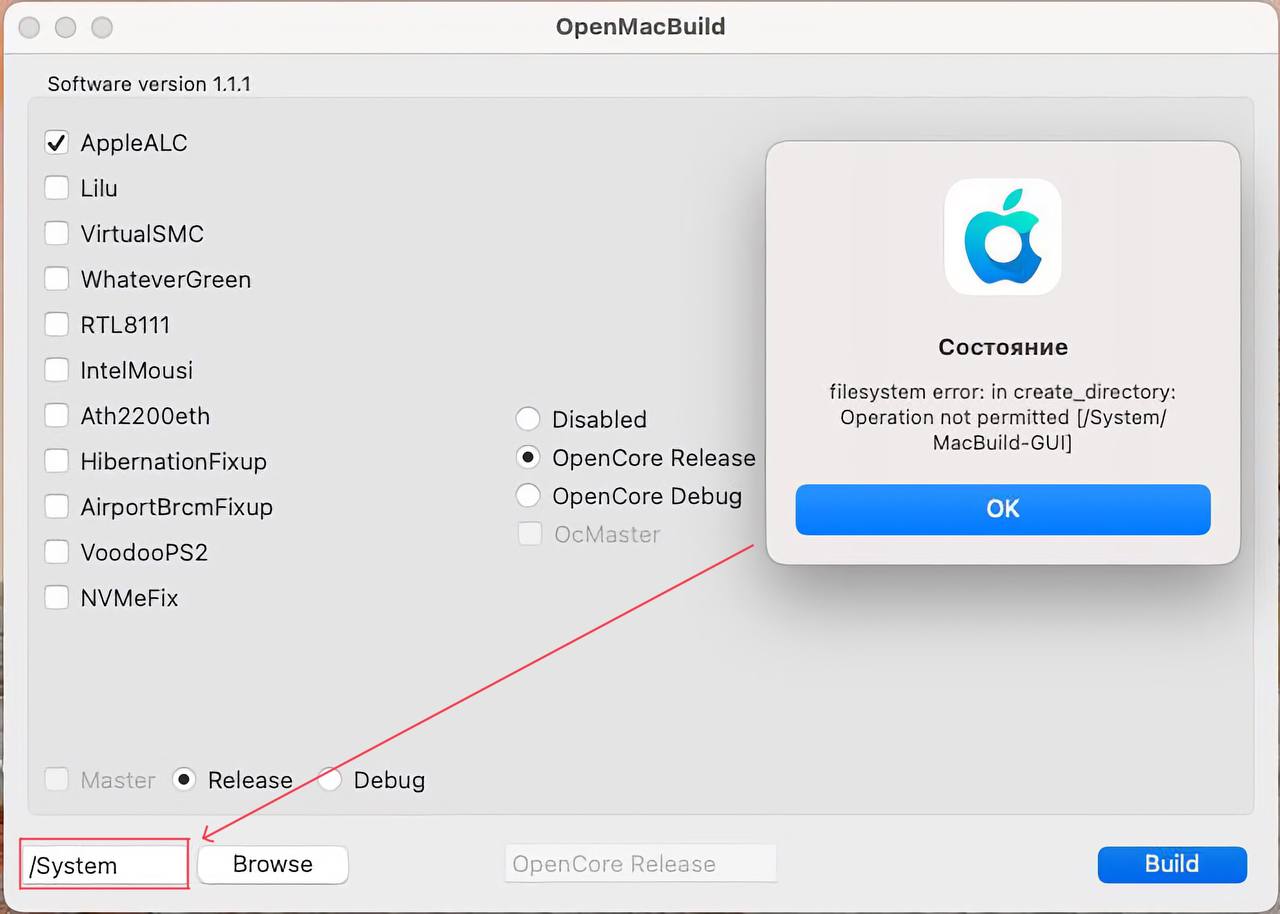 OpenMacBuild
Software version 1.1.1
AppleALC
Lilu
VirtualSMC
WhateverGreen
RTL8111
IntelMousi
Ath2200eth
HibernationFixup
AirportBrcmFixup
VoodooPS2
NVMeFix
Disabled
OpenCore Release
OpenCore Debug
OcMaster
Состояние
filesystem error: in create_directory:
Operation not permitted [/System/
MacBuild-GUI]
OK
Master
Release
Debug
/System
Browse
OpenCore Release
Build